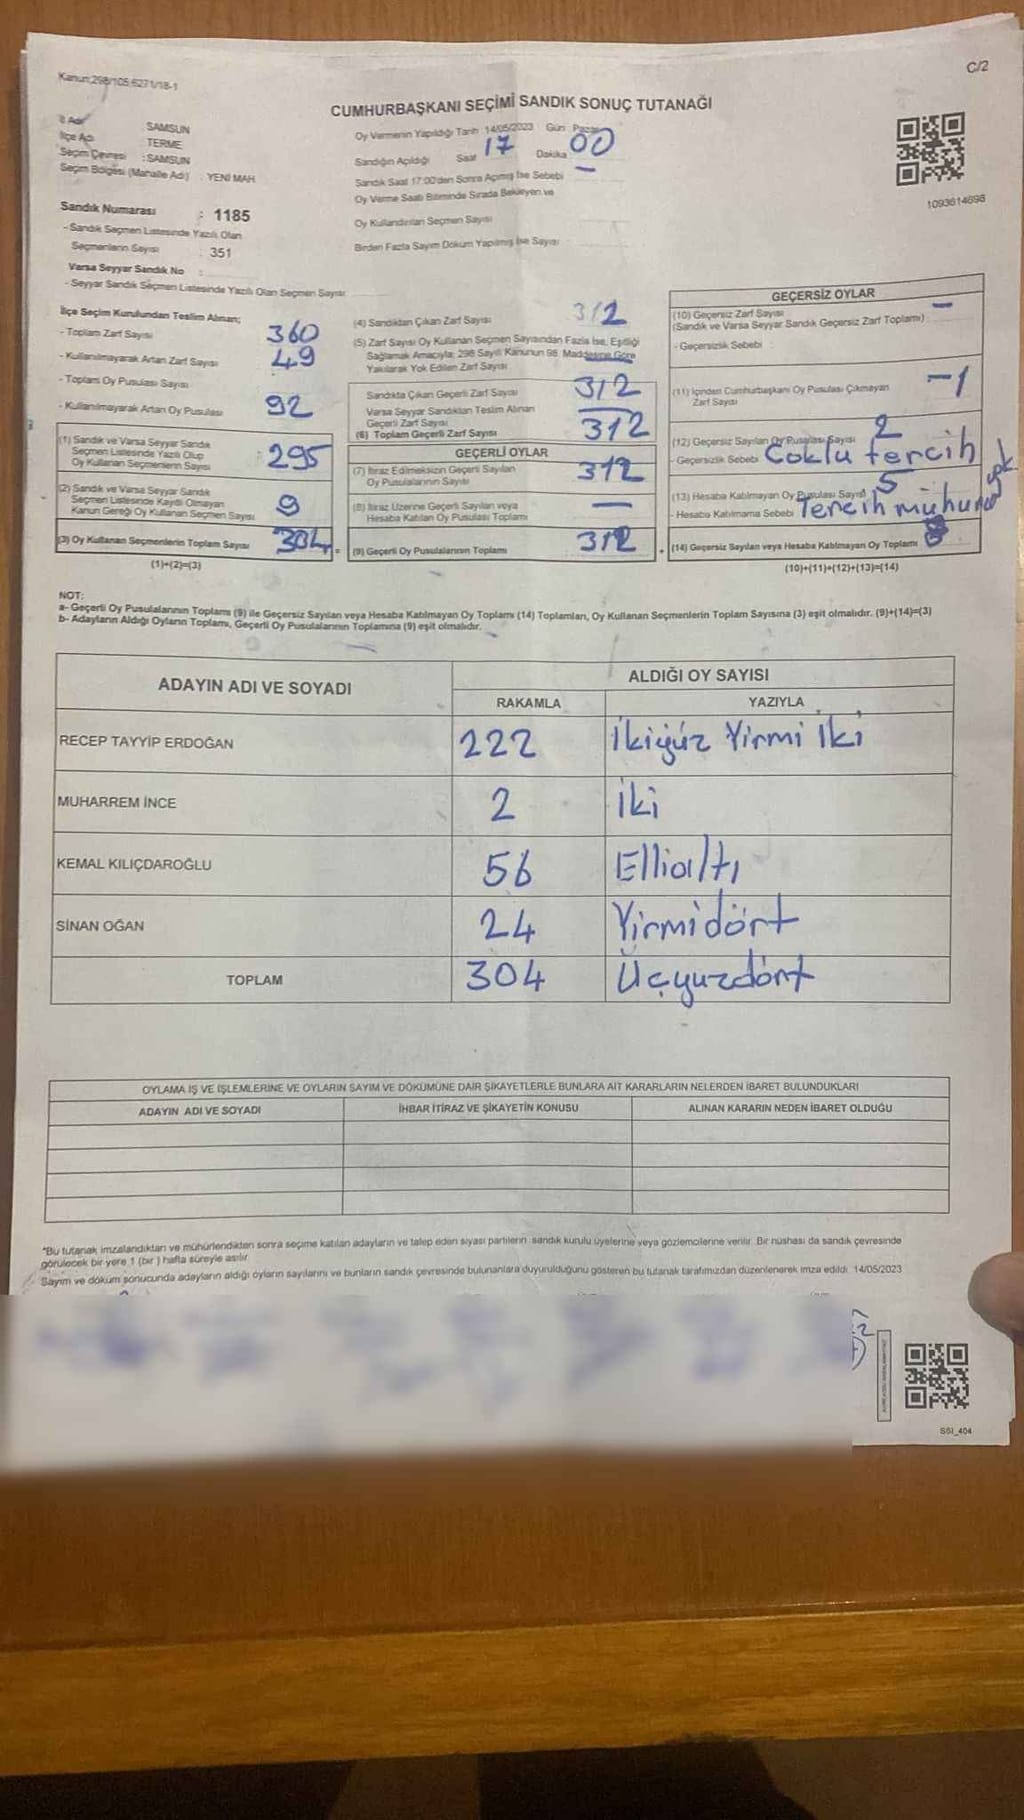 Kanun:298/105;6271/18-1
C/2
CUMHURBAŞKANI SEÇİMİ SANDIK SONUÇ TUTANAĞI
İl Adı SAMSUN
İlçe Adı TERME
Seçim Çevresi : SAMSUN
Seçim Bölgesi (Mahalle Adı) : YENİ MAH
Sandık Numarası : 1185
- Sandık Seçmen Listesinde Yazılı Olan
Seçmenlerin Sayısı : 351
Varsa Seyyar Sandık No :
- Seyyar Sandık Seçmen Listesinde Yazılı Olan Seçmen Sayısı
Oy Vermenin Yapıldığı Tarih 14/05/2023 Gün : Pazar
Sandığın Açıldığı Saat 17 Dakika 00
Sandık Saat 17:00'den Sonra Açılmış İse Sebebi —
Oy Verme Saati Bitiminde Sırada Bekleyen ve
Oy Kullandırılan Seçmen Sayısı
Birden Fazla Sayım Döküm Yapılmış İse Sayısı
1093614698
İlçe Seçim Kurulundan Teslim Alınan;
- Toplam Zarf Sayısı 360
- Kullanılmayarak Artan Zarf Sayısı 49
- Toplam Oy Pusulası Sayısı
- Kullanılmayarak Artan Oy Pusulası 92
(1) Sandık ve Varsa Seyyar Sandık
Seçmen Listesinde Yazılı Olup
Oy Kullanan Seçmenlerin Sayısı : 295
(2) Sandık ve Varsa Seyyar Sandık
Seçmen Listesinde Kaydı Olmayan
Kanun Gereği Oy Kullanan Seçmen Sayısı 9
(3) Oy Kullanan Seçmenlerin Toplam Sayısı 304
(1)+(2)=(3)
(4) Sandıktan Çıkan Zarf Sayısı 312
(5) Zarf Sayısı Oy Kullanan Seçmen Sayısından Fazla İse, Eşitliği
Sağlamak Amacıyla; 298 Sayılı Kanunun 98. Maddesine Göre
Yakılarak Yok Edilen Zarf Sayısı
Sandıkta Çıkan Geçerli Zarf Sayısı 312
Varsa Seyyar Sandıktan Teslim Alınan
Geçerli Zarf Sayısı —
(6) Toplam Geçerli Zarf Sayısı 312
GEÇERLİ OYLAR
(7) İtiraz Edilmeksizin Geçerli Sayılan
Oy Pusulalarının Sayısı 312
(8) İtiraz Üzerine Geçerli Sayılan veya
Hesaba Katılan Oy Pusulası Toplamı —
= (9) Geçerli Oy Pusulalarının Toplamı 312
GEÇERSİZ OYLAR
(10) Geçersiz Zarf Sayısı —
(Sandık ve Varsa Seyyar Sandık Geçersiz Zarf Toplamı) :
- Geçersizlik Sebebi :
(11) İçinden Cumhurbaşkanı Oy Pusulası Çıkmayan —1
Zarf Sayısı
(12) Geçersiz Sayılan Oy Pusulası Sayısı 2
- Geçersizlik Sebebi Çoklu tercih
(13) Hesaba Katılmayan Oy Pusulası Sayısı 5
- Hesaba Katılmama Sebebi Tercih mühürü yok
+ (14) Geçersiz Sayılan veya Hesaba Katılmayan Oy Toplamı 8
(10)+(11)+(12)+(13)=(14)
NOT:
a- Geçerli Oy Pusulalarının Toplamı (9) ile Geçersiz Sayılan veya Hesaba Katılmayan Oy Toplamı (14) Toplamları, Oy Kullanan Seçmenlerin Toplam Sayısına (3) eşit olmalıdır. (9)+(14)=(3)
b- Adayların Aldığı Oyların Toplamı, Geçerli Oy Pusulalarının Toplamına (9) eşit olmalıdır.
ADAYIN ADI VE SOYADI ALDIĞI OY SAYISI
RAKAMLA YAZIYLA
RECEP TAYYİP ERDOĞAN 222 İkiyüz Yirmi İki
MUHARREM İNCE 2 İki
KEMAL KILIÇDAROĞLU 56 Ellialtı
SİNAN OĞAN 24 Yirmidört
TOPLAM 304 Üçyüzdört
OYLAMA İŞ VE İŞLEMLERİNE VE OYLARIN SAYIM VE DÖKÜMÜNE DAİR ŞİKAYETLERLE BUNLARA AİT KARARLARIN NELERDEN İBARET BULUNDUKLARI
ADAYIN ADI VE SOYADI İHBAR İTİRAZ VE ŞİKAYETİN KONUSU ALINAN KARARIN NEDEN İBARET OLDUĞU
*Bu tutanak imzalandıktan ve mühürlendikten sonra seçime katılan adayların ve talep eden siyasi partilerin sandık kurulu üyelerine veya gözlemcilerine verilir. Bir nüshası da sandık çevresinde
görülecek bir yere 1 (bir) hafta süreyle asılır.
Sayım ve döküm sonucunda adayların aldığı oyların sayılarını ve bunların sandık çevresinde bulunanlara duyurulduğunu gösteren bu tutanak tarafımızdan düzenlenerek imza edildi. 14/05/2023
SSI_404